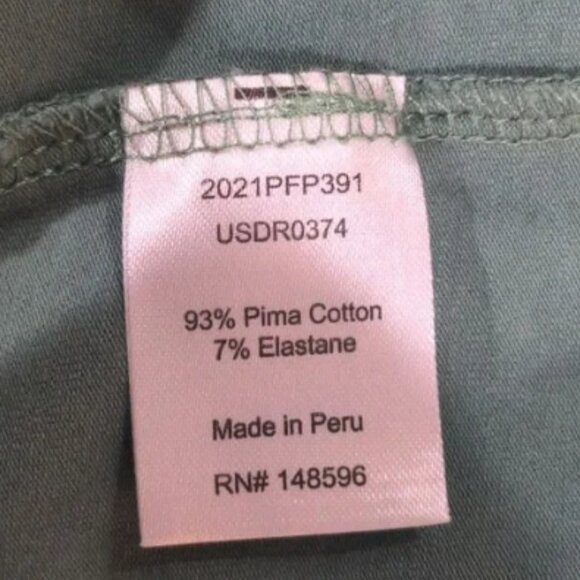 2021PFP391
USDR0374
93% Pima Cotton
7% Elastane
Made in Peru
RN# 148596